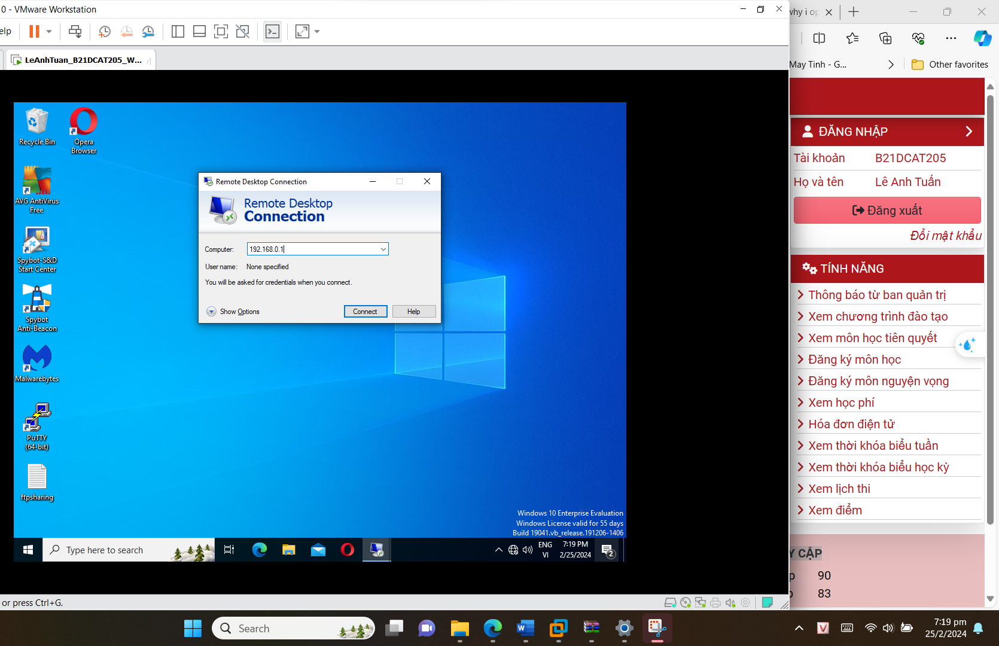 0 - VMware Workstation
elp
LeAnhTuan_B21DCAT205_W...
Recycle Bin
Opera
Browser
AVG AntiVirus
Free
Spybot-S&D
Start Center
Spybot
Anti-Beacon
Malwarebytes
PuTTY
(64-bit)
ftpsharing
Remote Desktop Connection
Remote Desktop
Connection
Computer:
192.168.0.1
User name:
None specified
You will be asked for credentials when you connect.
Show Options
Connect
Help
Windows 10 Enterprise Evaluation
Windows License valid for 55 days
Build 19041.vb_release.191206-1406
Type here to search
ENG
VI
7:19 PM
2/25/2024
2
or press Ctrl+G.
why i op
May Tinh - G...
Other favorites
ĐĂNG NHẬP
Tài khoản B21DCAT205
Họ và tên Lê Anh Tuấn
Đăng xuất
Đổi mật khẩu
TÍNH NĂNG
Thông báo từ ban quản trị
Xem chương trình đào tạo
Xem môn học tiên quyết
Đăng ký môn học
Đăng ký môn nguyện vọng
Xem học phí
Hóa đơn điện tử
Xem thời khóa biểu tuần
Xem thời khóa biểu học kỳ
Xem lịch thi
Xem điểm
Y CẬP
p 90
83
Search
7:19 pm
25/2/2024